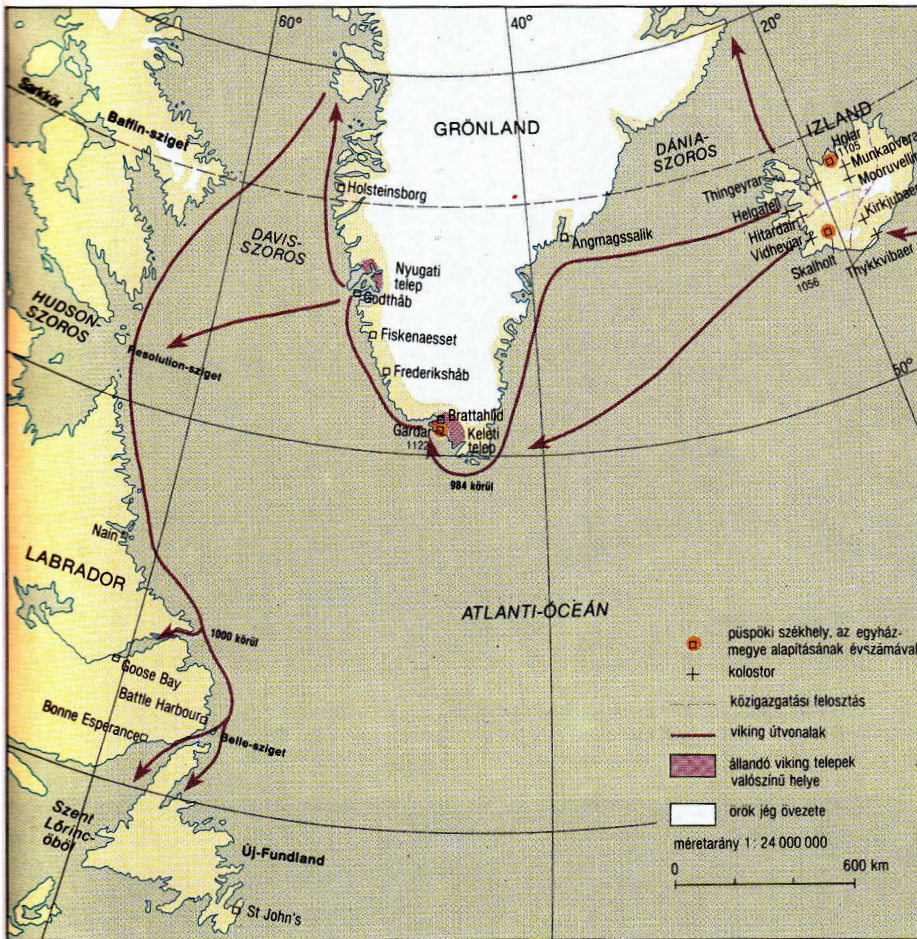 60°
40°
20°
Sarkkör
Baffin-sziget
GRÖNLAND
IZLAND
DÁNIA-
SZOROS
Holar
1105
Munkapvera
Thingeyrar
Helgafell
Hitardalr
Vidheyjar
Kirkjubaer
Skalholt
1056
Thykkvibaer
Holsteinsborg
DAVIS-
SZOROS
Angmagssalik
Nyugati
telep
Godthåb
HUDSON-
SZOROS
Fiskenaesset
Resolution-sziget
Frederikshåb
50°
Brattahlid
Gardar
Keleti
telep
984 körül
Nain
LABRADOR
ATLANTI-ÓCEÁN
1000 körül
Goose Bay
Battle Harbour
Bonne Esperance
Belle-sziget
Szent
Lőrinc-
öböl
Új-Fundland
St John's
püspöki székhely, az egyház-
megye alapításának évszámával
kolostor
közigazgatási felosztás
viking útvonalak
állandó viking telepek
valószínű helye
örök jég övezete
méretarány 1 : 24 000 000
0 600 km